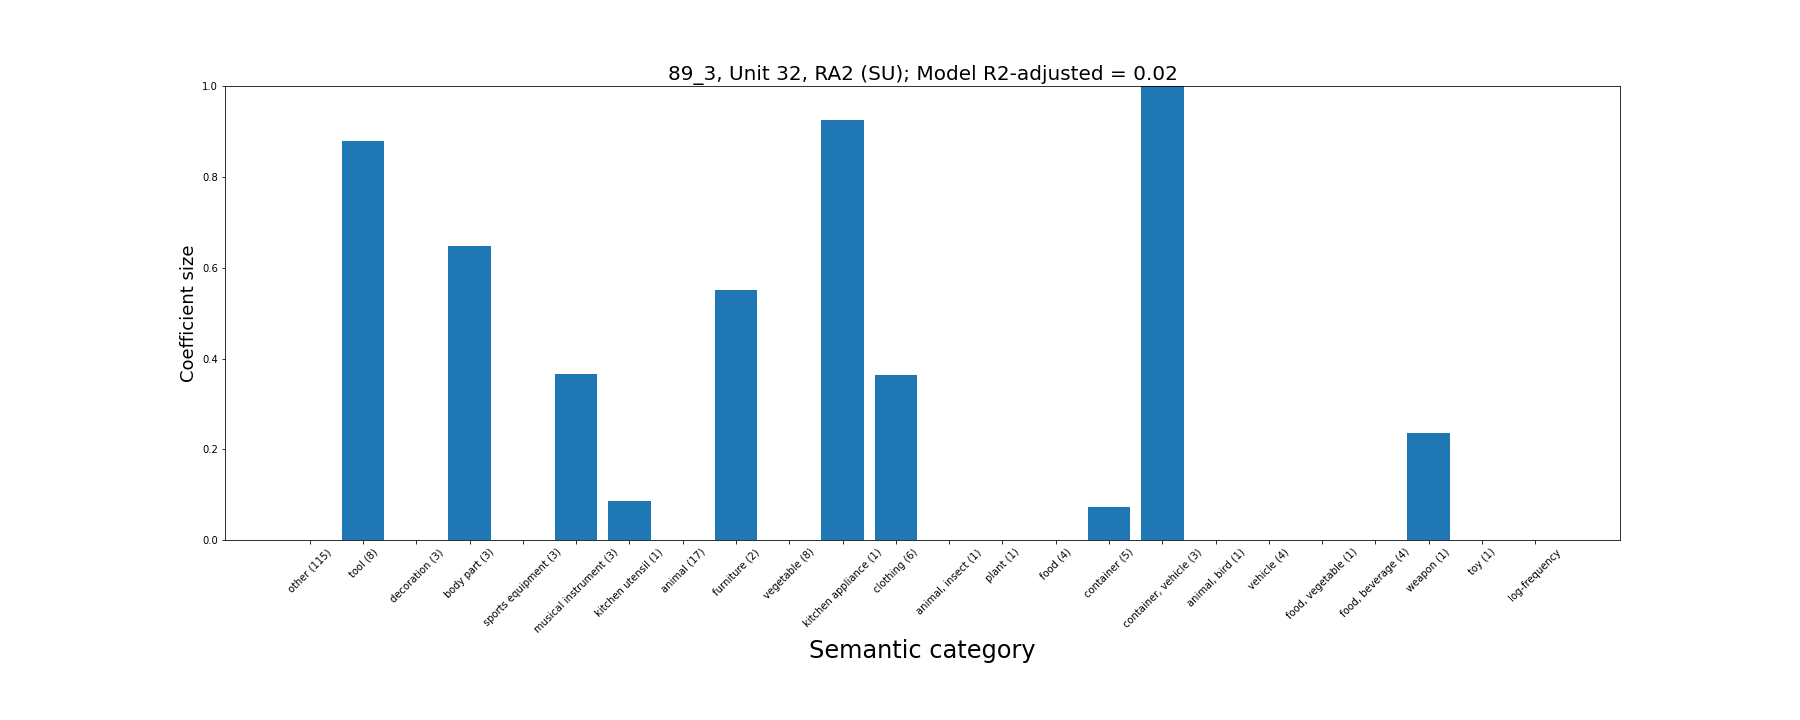 89_3, Unit 32, RA2 (SU); Model R2-adjusted = 0.02
Coefficient size
1.0
0.8
0.6
0.4
0.2
0.0
other (115)
tool (8)
decoration (3)
body part (3)
sports equipment (3)
musical instrument (3)
kitchen utensil (1)
animal (17)
furniture (2)
vegetable (8)
kitchen appliance (1)
clothing (6)
animal, insect (1)
plant (1)
food (4)
container (5)
container, vehicle (3)
animal, bird (1)
vehicle (4)
food, vegetable (1)
food, beverage (4)
weapon (1)
toy (1)
log-frequency
Semantic category